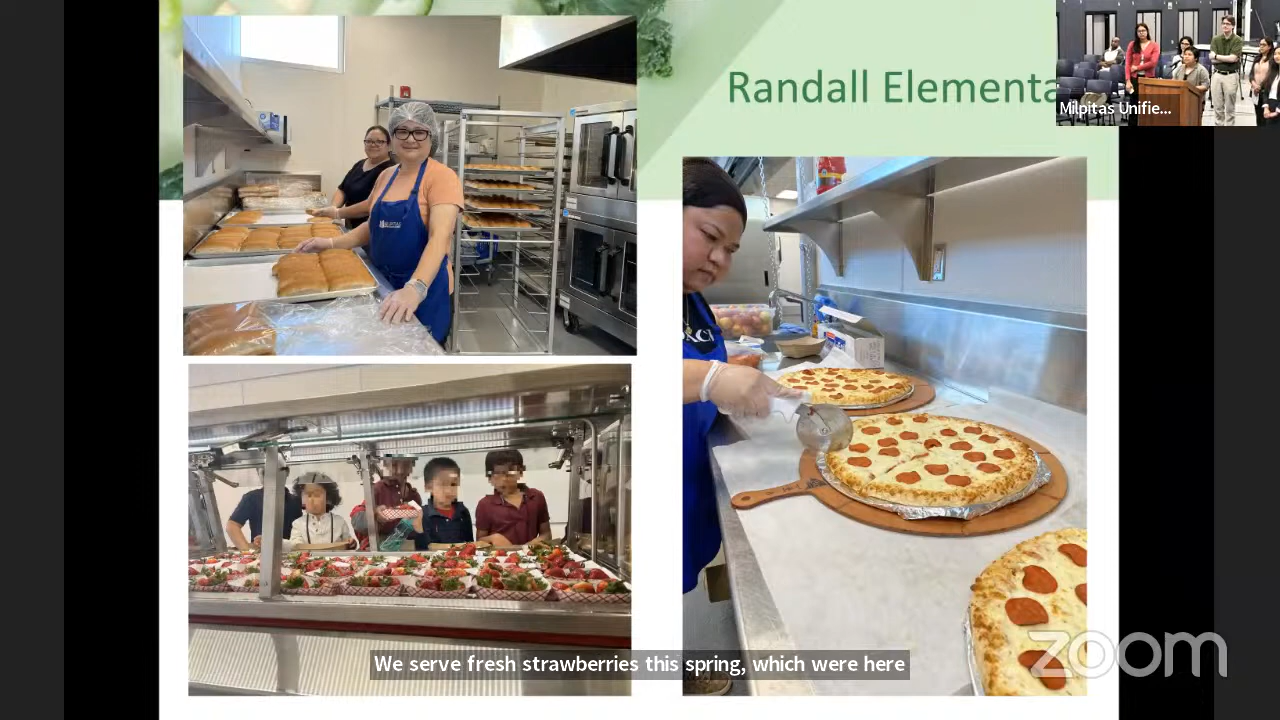 Randall Elementa
Milpitas Unifie...
We serve fresh strawberries this spring, which were here
zoom